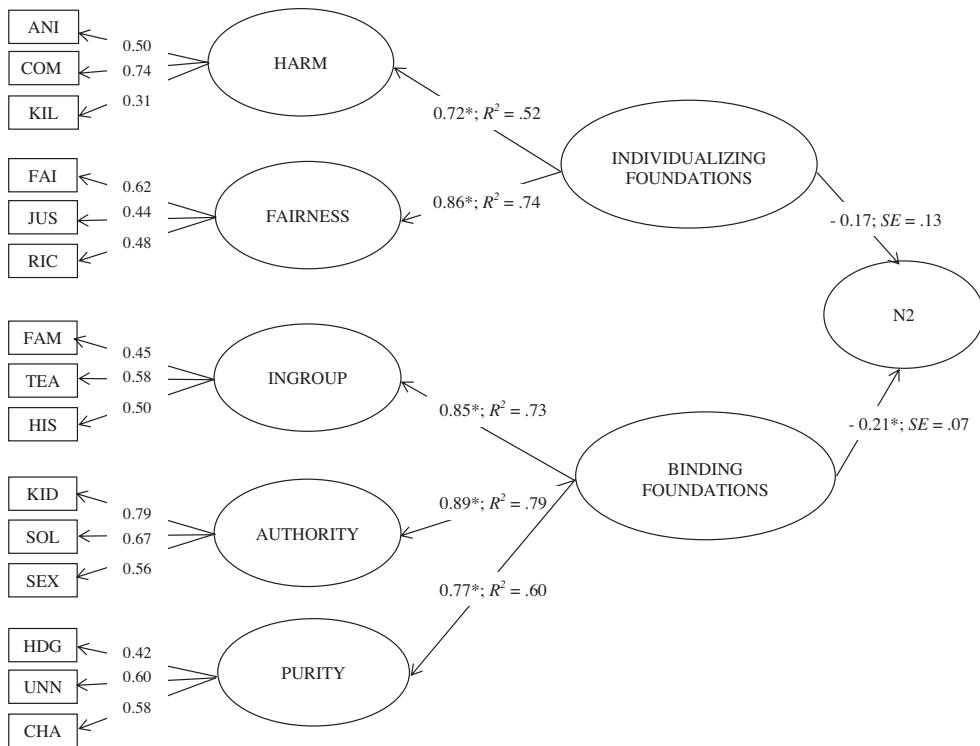 ANI
COM
KIL
0.50
0.74
0.31
HARM
FAI
JUS
RIC
0.62
0.44
0.48
FAIRNESS
0.72*; R² = .52
0.86*; R² = .74
INDIVIDUALIZING
FOUNDATIONS
- 0.17; SE = .13
N2
FAM
TEA
HIS
0.45
0.58
0.50
INGROUP
KID
SOL
SEX
0.79
0.67
0.56
AUTHORITY
HDG
UNN
CHA
0.42
0.60
0.58
PURITY
0.85*; R² = .73
0.89*; R² = .79
0.77*; R² = .60
BINDING
FOUNDATIONS
- 0.21*; SE = .07